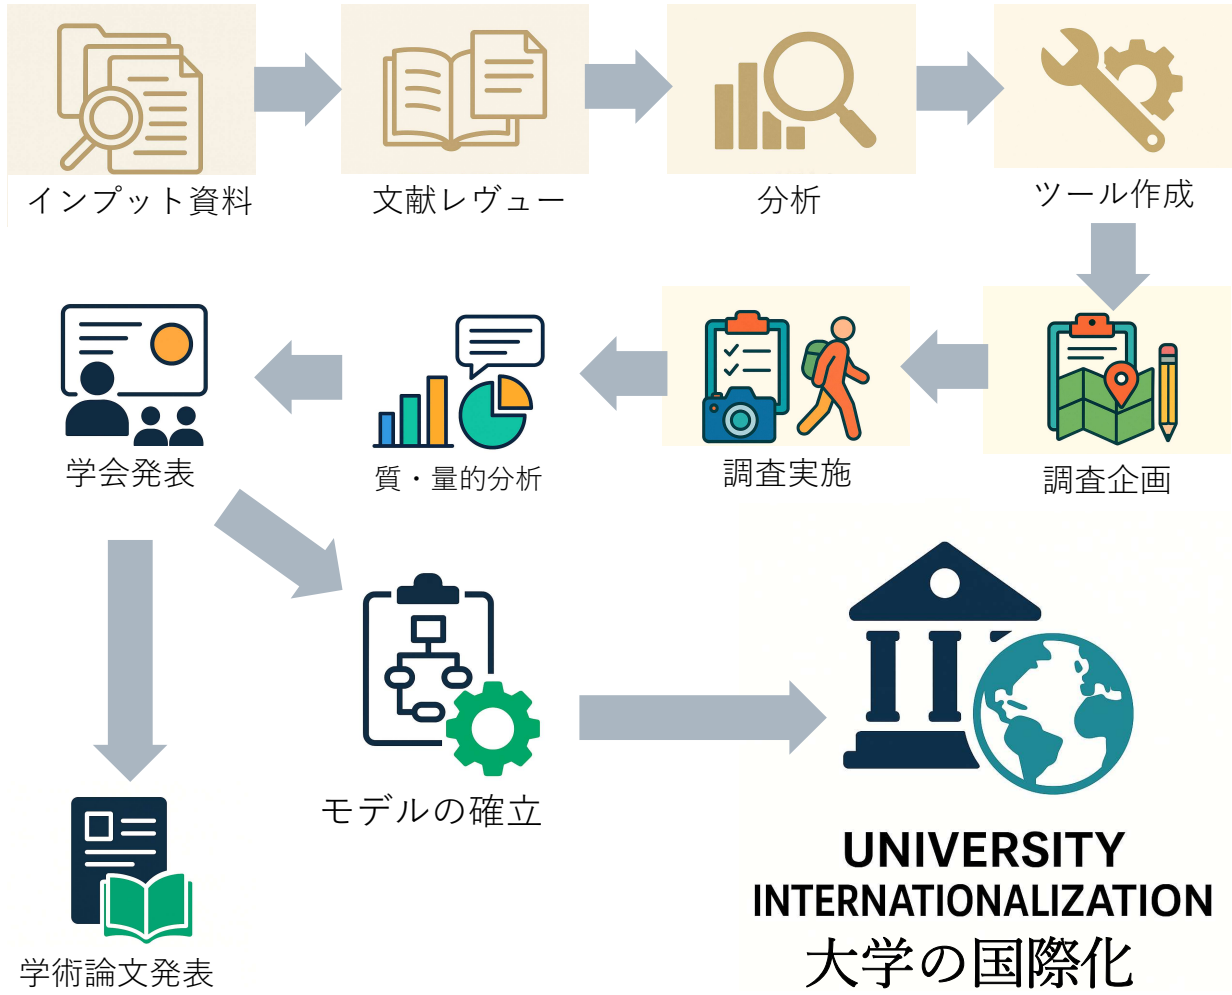 インプット資料
文献レヴュー
分析
ツール作成
学会発表
質・量的分析
調査実施
調査企画
モデルの確立
UNIVERSITY
INTERNATIONALIZATION
大学の国際化
学術論文発表